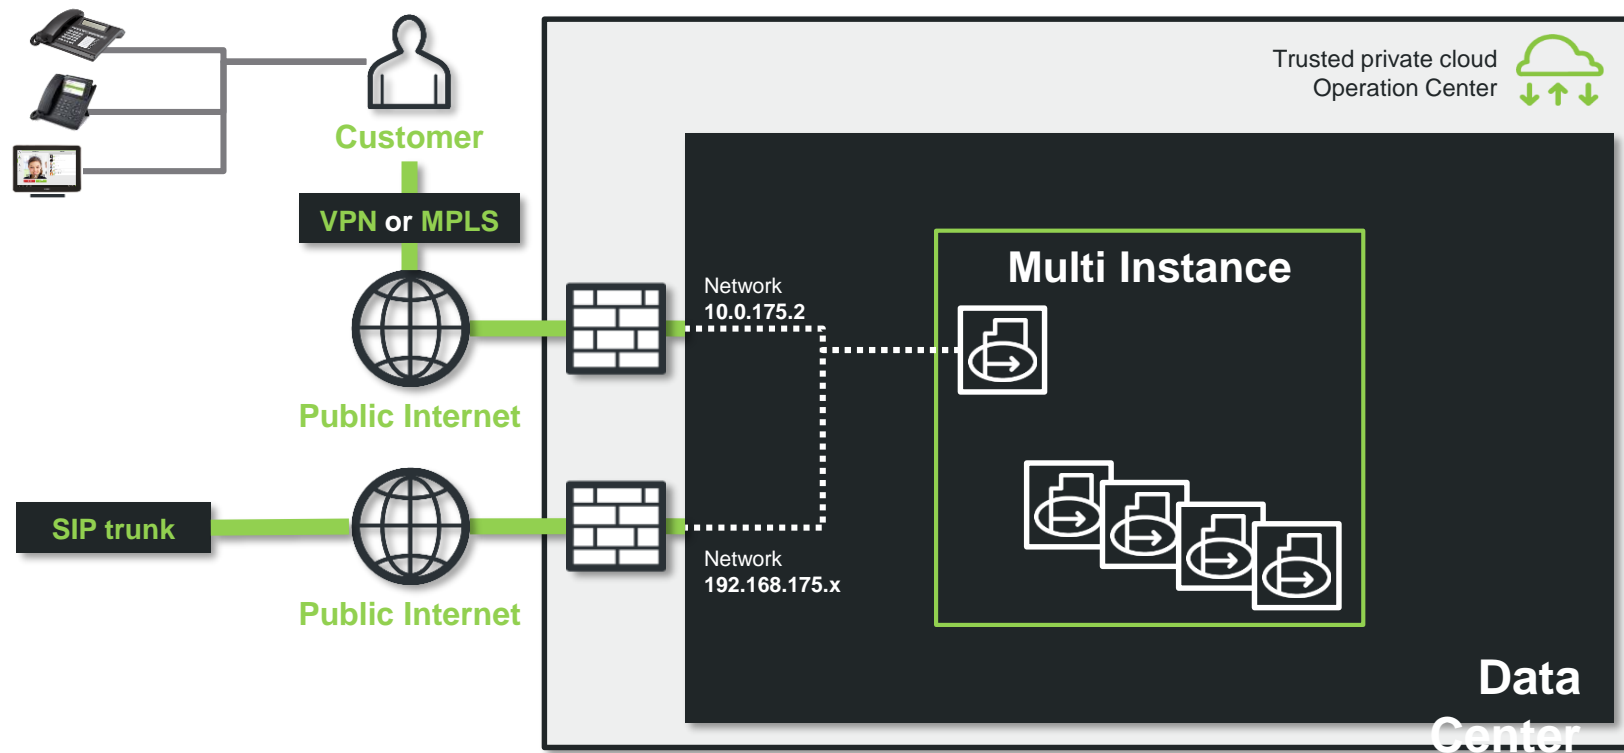 Trusted private cloud
Operation Center
Customer
VPN or MPLS
Multi Instance
Network
10.0.175.2
Public Internet
SIP trunk
Network
192.168.175.x
Public Internet
Data
Center